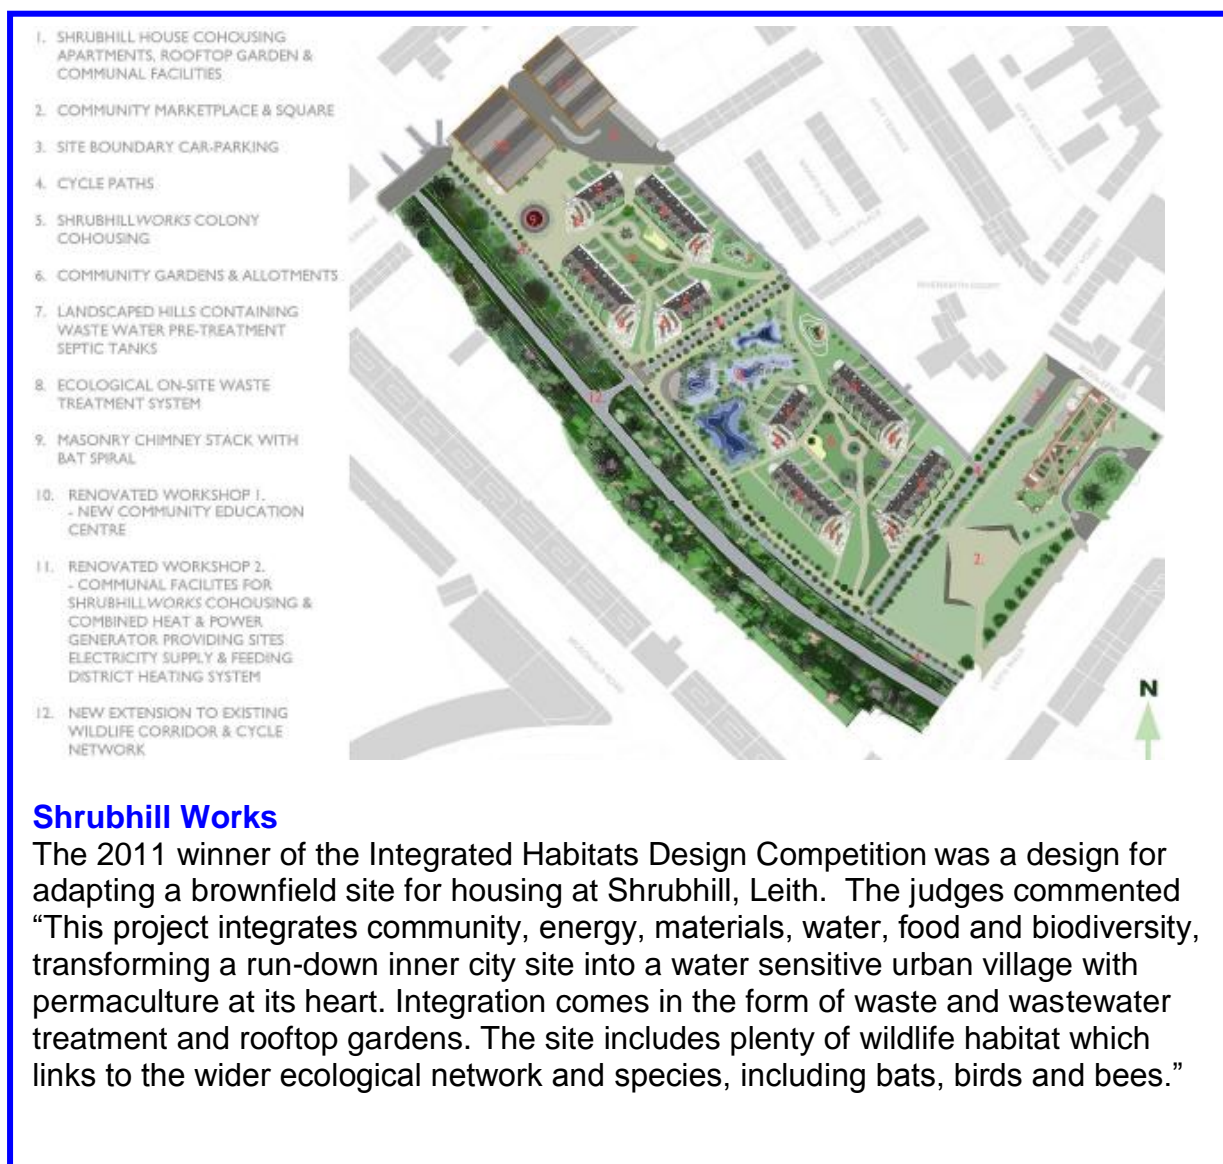 1. SHRUBHILL HOUSE COHOUSING
APARTMENTS, ROOFTOP GARDEN &
COMMUNAL FACILITIES
2. COMMUNITY MARKETPLACE & SQUARE
3. SITE BOUNDARY CAR-PARKING
4. CYCLE PATHS
5. SHRUBHILLWORKS COLONY
COHOUSING
6. COMMUNITY GARDENS & ALLOTMENTS
7. LANDSCAPED HILLS CONTAINING
WASTE WATER PRE-TREATMENT
SEPTIC TANKS
8. ECOLOGICAL ON-SITE WASTE
TREATMENT SYSTEM
9. MASONRY CHIMNEY STACK WITH
BAT SPIRAL
10. RENOVATED WORKSHOP 1.
- NEW COMMUNITY EDUCATION
CENTRE
11. RENOVATED WORKSHOP 2.
- COMMUNAL FACILITES FOR
SHRUBHILLWORKS COHOUSING &
COMBINED HEAT & POWER
GENERATOR PROVIDING SITES
ELECTRICITY SUPPLY & FEEDING
DISTRICT HEATING SYSTEM
12. NEW EXTENSION TO EXISTING
WILDLIFE CORRIDOR & CYCLE
NETWORK
9.
12.
2.
N
Shrubhill Works
The 2011 winner of the Integrated Habitats Design Competition was a design for
adapting a brownfield site for housing at Shrubhill, Leith. The judges commented
“This project integrates community, energy, materials, water, food and biodiversity,
transforming a run-down inner city site into a water sensitive urban village with
permaculture at its heart. Integration comes in the form of waste and wastewater
treatment and rooftop gardens. The site includes plenty of wildlife habitat which
links to the wider ecological network and species, including bats, birds and bees.”